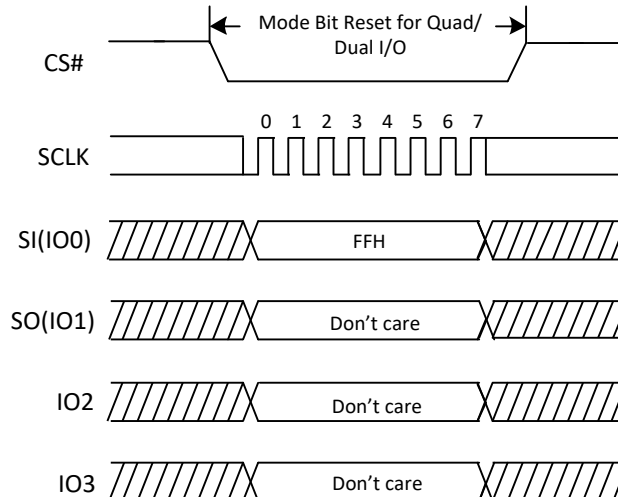 Mode Bit Reset for Quad/
Dual I/O
CS#
0 1 2 3 4 5 6 7
SCLK
SI(IO0)
FFH
SO(IO1)
Don't care
IO2
Don't care
IO3
Don't care